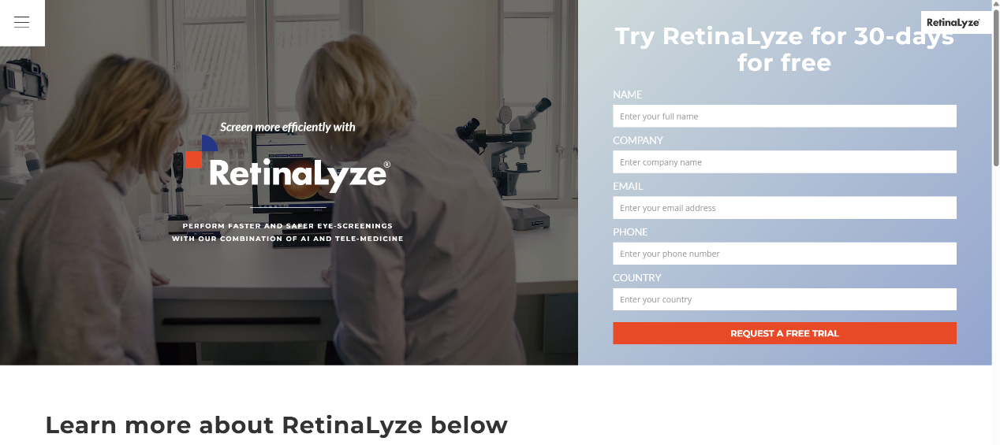 Screen more efficiently with
RetinaLyze®
PERFORM FASTER AND SAFER EYE-SCREENINGS
WITH OUR COMBINATION OF AI AND TELE-MEDICINE
RetinaLyze
Try RetinaLyze for 30-days
for free
NAME
Enter your full name
COMPANY
Enter company name
EMAIL
Enter your email address
PHONE
Enter your phone number
COUNTRY
Enter your country
REQUEST A FREE TRIAL
Learn more about RetinaLyze below